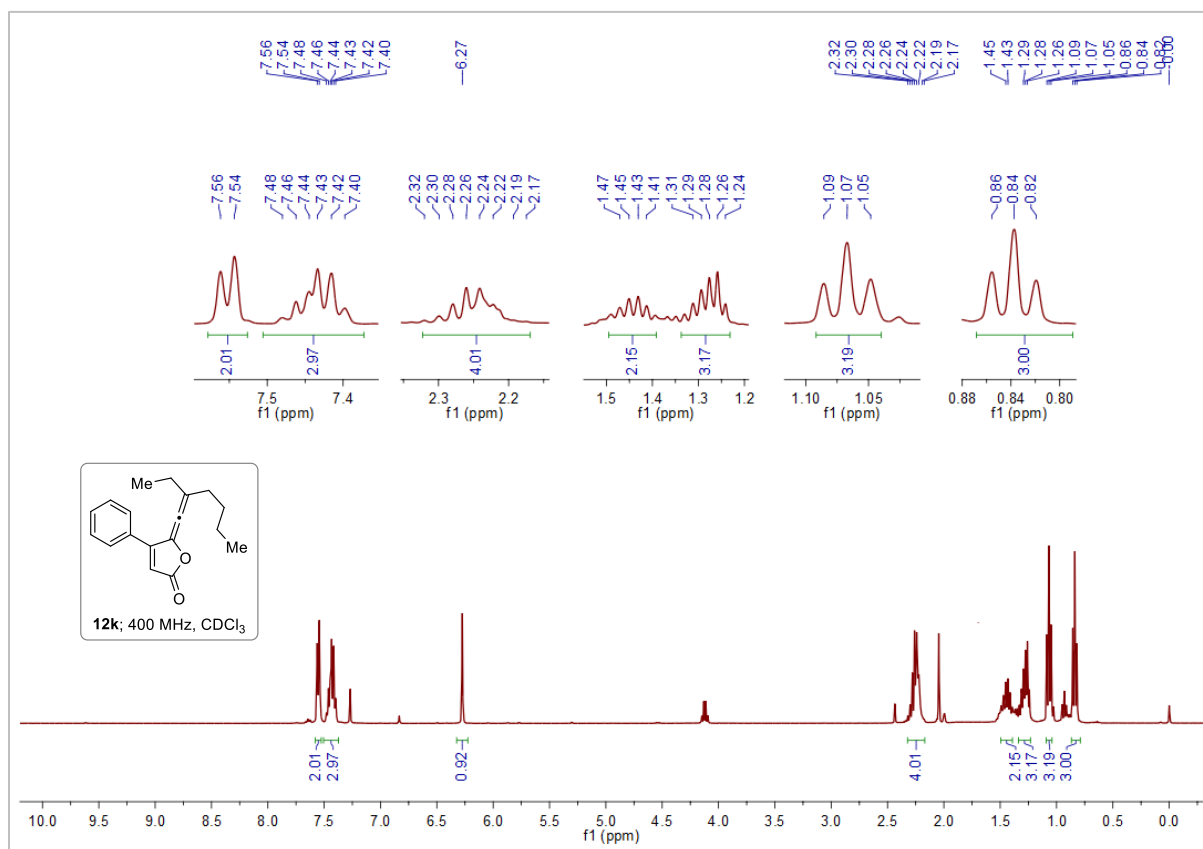 7.56 7.54 7.48 7.46 7.44 7.43 7.42 7.40 6.27 2.32 2.30 2.28 2.26 2.24 2.22 2.19 2.17 1.45 1.43 1.29 1.28 1.26 1.09 1.07 1.05 0.86 0.84 0.82 0.00
7.56 7.54 7.48 7.46 7.44 7.43 7.42 7.40 2.32 2.30 2.28 2.26 2.24 2.22 2.19 2.17 1.47 1.45 1.43 1.41 1.31 1.29 1.28 1.26 1.24 1.09 1.07 1.05 0.86 0.84 0.82
2.01 2.97 4.01 2.15 3.17 3.19 3.00
7.5 7.4 2.3 2.2 1.5 1.4 1.3 1.2 1.10 1.05 0.88 0.84 0.80
f1 (ppm) f1 (ppm) f1 (ppm) f1 (ppm) f1 (ppm)
Me
Me
O
O
12k; 400 MHz, CDCl₃
2.01 2.97 0.92 4.01 2.15 3.17 3.19 3.00
10.0 9.5 9.0 8.5 8.0 7.5 7.0 6.5 6.0 5.5 5.0 4.5 4.0 3.5 3.0 2.5 2.0 1.5 1.0 0.5 0.0
f1 (ppm)